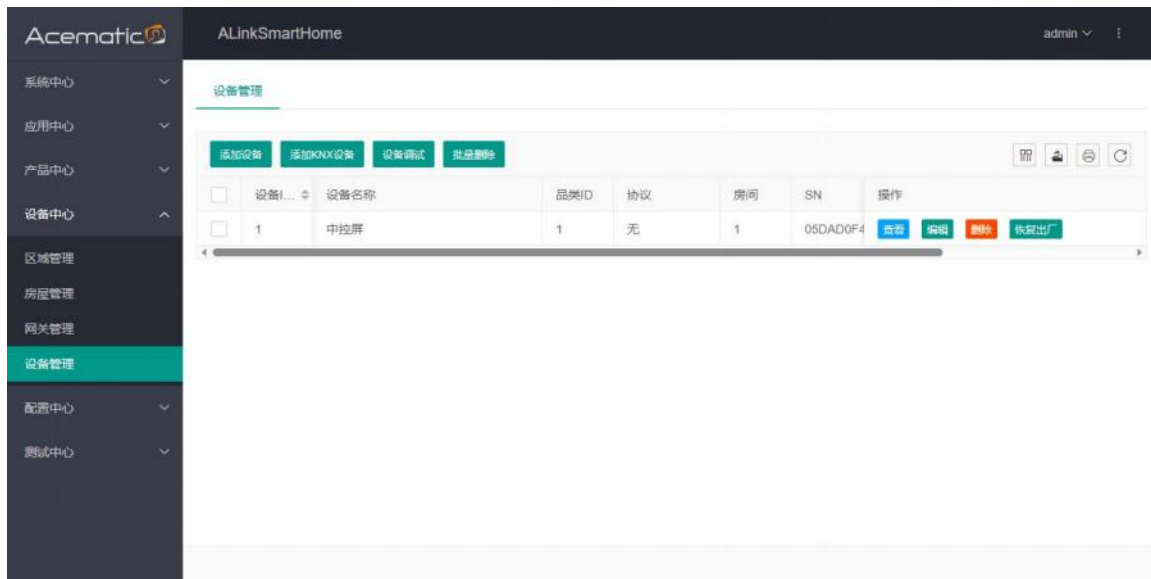 Acematic
ALinkSmartHome
admin
系统中心
应用中心
产品中心
设备中心
区域管理
房屋管理
网关管理
设备管理
配置中心
测试中心
设备管理
添加设备 添加KNX设备 设备调试 批量删除
设备I... 设备名称 品类ID 协议 房间 SN 操作
1 中控屏 1 无 1 05DAD0F4 查看 编辑 删除 恢复出厂